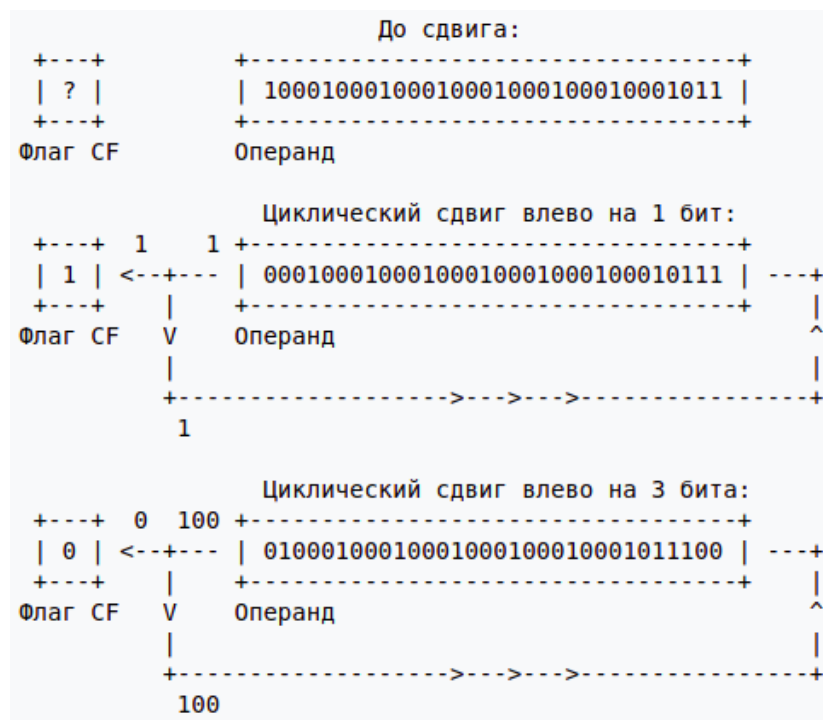 До сдвига:
 +---+         +----------------------------------+
 | ? |         | 10001000100010001000100010001011 |
 +---+         +----------------------------------+
Флаг CF        Операнд
                 Циклический сдвиг влево на 1 бит:
 +---+  1    1 +----------------------------------+
 | 1 | <--+--- | 00010001000100010001000100010111 | ---+
 +---+    |    +----------------------------------+    |
Флаг CF   V    Операнд                                 ^
          |                                            |
          +------------------->--->--->----------------+
           1
                 Циклический сдвиг влево на 3 бита:
 +---+  0  100 +----------------------------------+
 | 0 | <--+--- | 01000100010001000100010001011100 | ---+
 +---+    |    +----------------------------------+    |
Флаг CF   V    Операнд                                 ^
          |                                            |
          +------------------->--->--->----------------+
           100